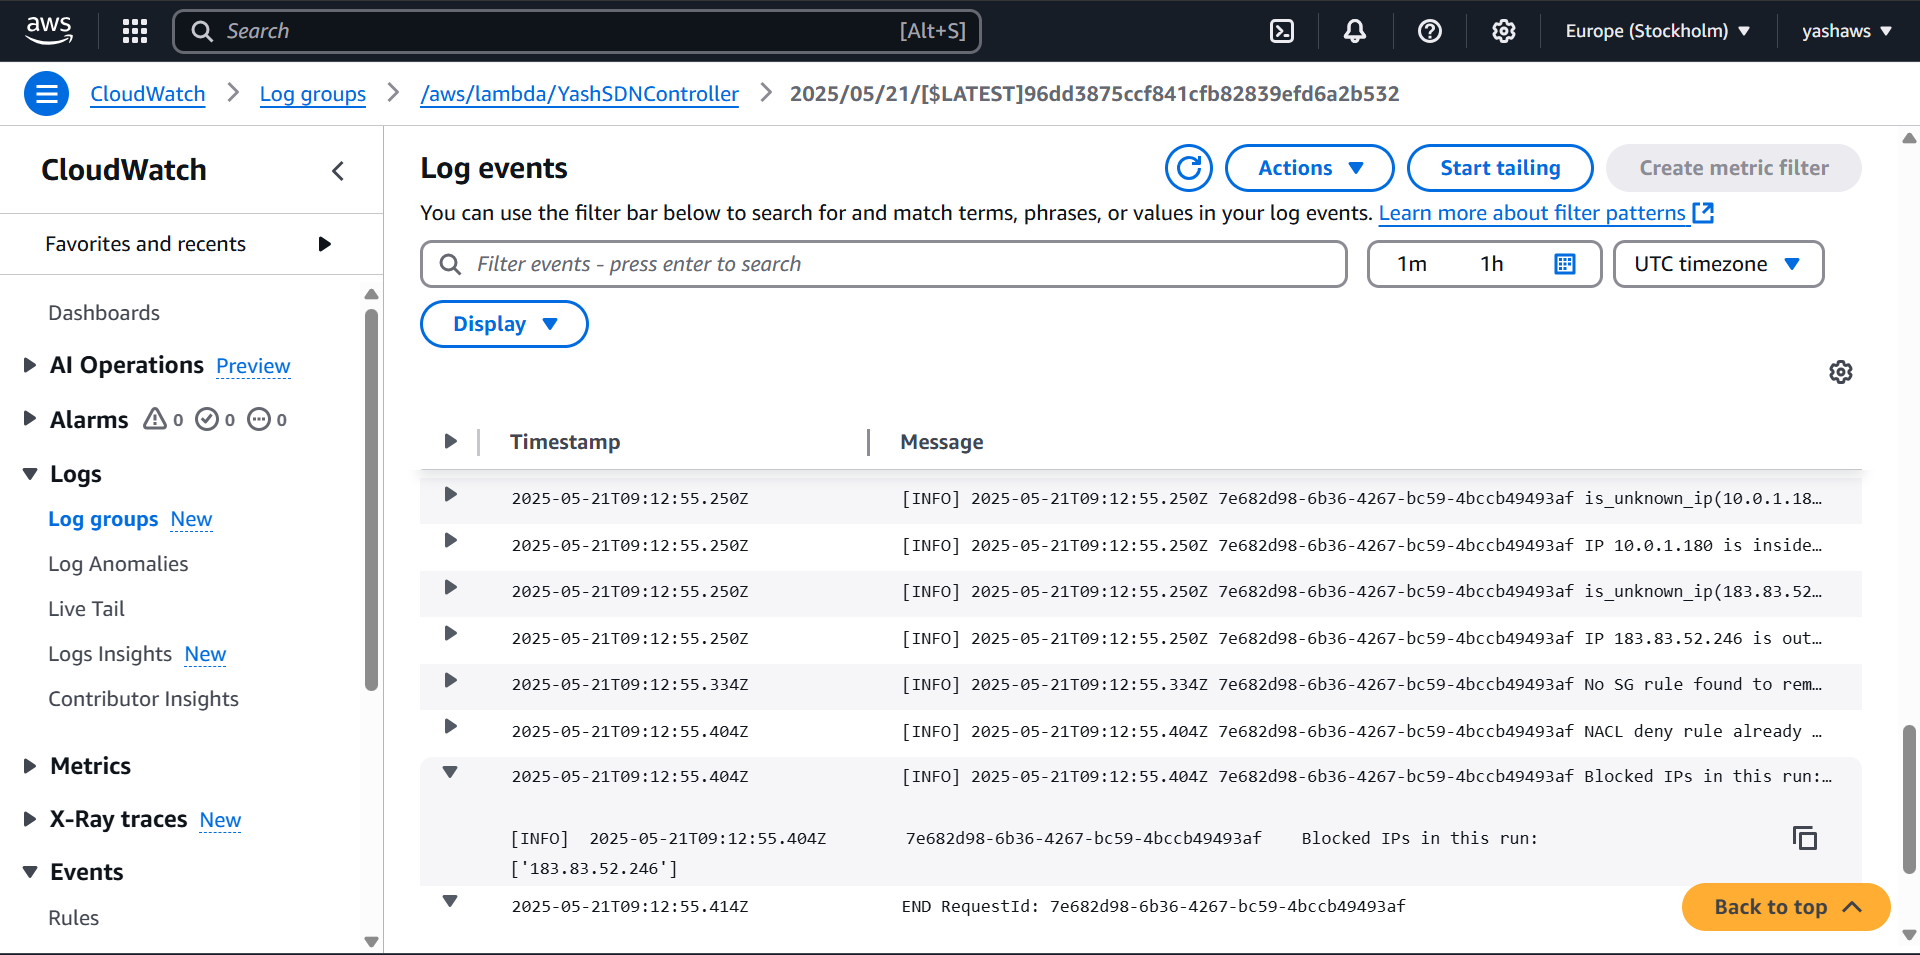 aws
Search [Alt+S]
Europe (Stockholm)
yashaws
CloudWatch
Log groups
/aws/lambda/YashSDNController
2025/05/21/[$LATEST]96dd3875ccf841cfb82839efd6a2b532
CloudWatch
Favorites and recents
Dashboards
AI Operations Preview
Alarms 0 0 0
Logs
Log groups New
Log Anomalies
Live Tail
Logs Insights New
Contributor Insights
Metrics
X-Ray traces New
Events
Rules
Log events
Actions
Start tailing
Create metric filter
You can use the filter bar below to search for and match terms, phrases, or values in your log events. Learn more about filter patterns
Filter events - press enter to search
1m 1h
UTC timezone
Display
Timestamp Message
2025-05-21T09:12:55.250Z [INFO] 2025-05-21T09:12:55.250Z 7e682d98-6b36-4267-bc59-4bccb49493af is_unknown_ip(10.0.1.18…
2025-05-21T09:12:55.250Z [INFO] 2025-05-21T09:12:55.250Z 7e682d98-6b36-4267-bc59-4bccb49493af IP 10.0.1.180 is inside…
2025-05-21T09:12:55.250Z [INFO] 2025-05-21T09:12:55.250Z 7e682d98-6b36-4267-bc59-4bccb49493af is_unknown_ip(183.83.52…
2025-05-21T09:12:55.250Z [INFO] 2025-05-21T09:12:55.250Z 7e682d98-6b36-4267-bc59-4bccb49493af IP 183.83.52.246 is out…
2025-05-21T09:12:55.334Z [INFO] 2025-05-21T09:12:55.334Z 7e682d98-6b36-4267-bc59-4bccb49493af No SG rule found to rem…
2025-05-21T09:12:55.404Z [INFO] 2025-05-21T09:12:55.404Z 7e682d98-6b36-4267-bc59-4bccb49493af NACL deny rule already …
2025-05-21T09:12:55.404Z [INFO] 2025-05-21T09:12:55.404Z 7e682d98-6b36-4267-bc59-4bccb49493af Blocked IPs in this run:…
[INFO] 2025-05-21T09:12:55.404Z 7e682d98-6b36-4267-bc59-4bccb49493af Blocked IPs in this run:
['183.83.52.246']
2025-05-21T09:12:55.414Z END RequestId: 7e682d98-6b36-4267-bc59-4bccb49493af
Back to top